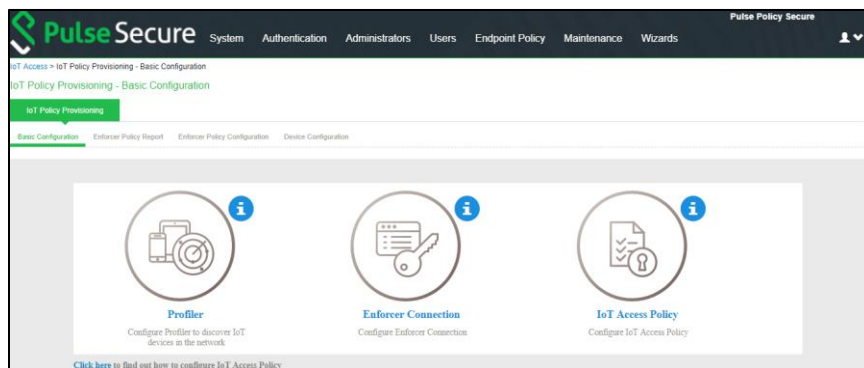 Pulse Policy Secure
Pulse Secure System Authentication Administrators Users Endpoint Policy Maintenance Wizards
IoT Access > IoT Policy Provisioning - Basic Configuration
IoT Policy Provisioning - Basic Configuration
IoT Policy Provisioning
Basic Configuration Enforcer Policy Report Enforcer Policy Configuration Device Configuration
i i i
Profiler Enforcer Connection IoT Access Policy
Configure Profiler to discover IoT Configure Enforcer Connection Configure IoT Access Policy
devices in the network
Click here to find out how to configure IoT Access Policy